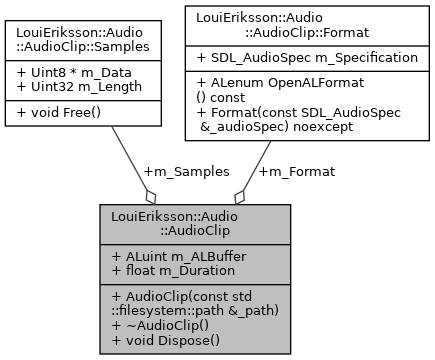 LouiEriksson::Audio
::AudioClip::Samples
+ Uint8 * m_Data
+ Uint32 m_Length
+ void Free()
LouiEriksson::Audio
::AudioClip::Format
+ SDL_AudioSpec m_Specification
+ ALenum OpenALFormat
() const
+ Format(const SDL_AudioSpec
&_audioSpec) noexcept
+m_Samples
+m_Format
LouiEriksson::Audio
::AudioClip
+ ALuint m_ALBuffer
+ float m_Duration
+ AudioClip(const std
::filesystem::path &_path)
+ ~AudioClip()
+ void Dispose()